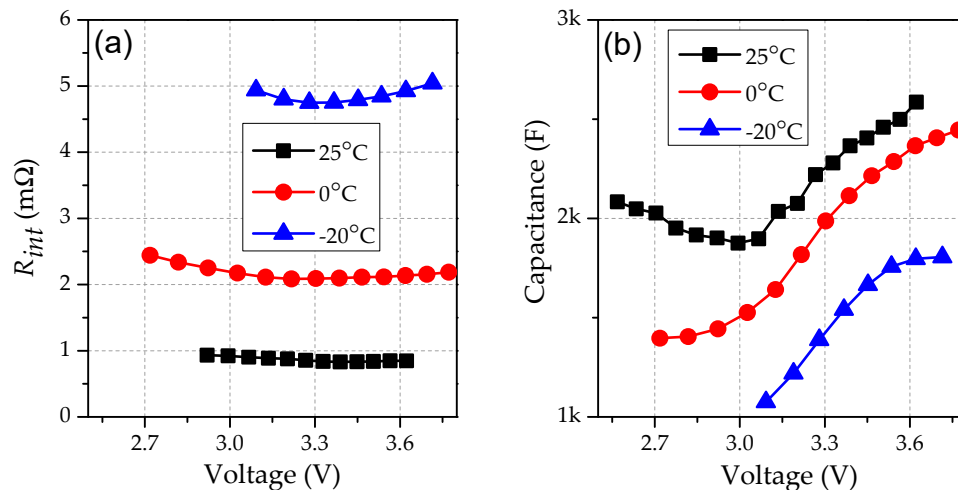 (a)
R_int (mΩ)
6
5
4
3
2
1
0
25°C
0°C
-20°C
2.7 3.0 3.3 3.6
Voltage (V)
(b)
Capacitance (F)
3k
2k
1k
25°C
0°C
-20°C
2.7 3.0 3.3 3.6
Voltage (V)